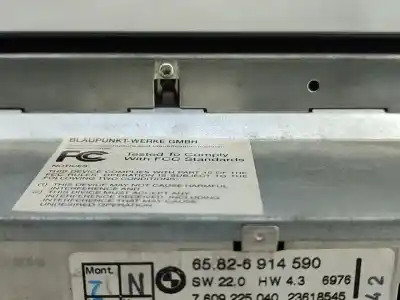 BLAUPUNKT-WERKE GMBH
FC Tested To Comply
With FCC Standards
NOTICES:
THIS DEVICE COMPLIES WITH PART 15 OF THE
FCC RULES. OPERATION IS SUBJECT TO THE
FOLLOWING TWO CONDITIONS:
(1) THIS DEVICE MAY NOT CAUSE HARMFUL
INTERFERENCE AND
(2) THIS DEVICE MUST ACCEPT ANY
INTERFERENCE RECEIVED, INCLUDING
INTERFERENCE THAT MAY CAUSE
UNDESIRED OPERATION
Mont. 65.82-6 914 590
7 N SW 22.0 HW 4.3 6976
7 609 225 040 23618545
42